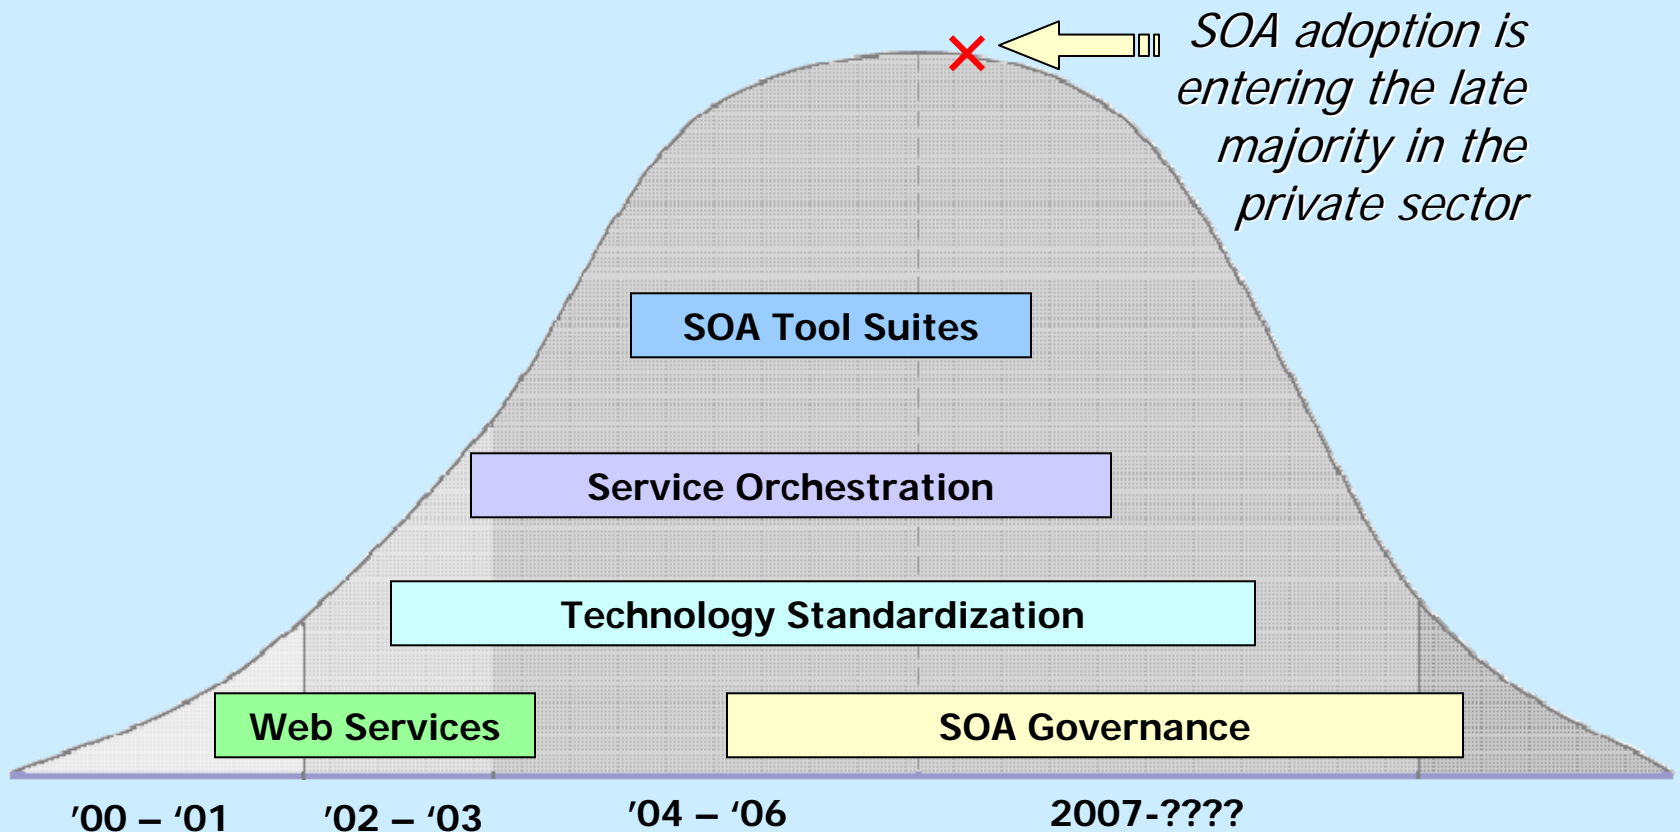 SOA adoption is
entering the late
majority in the
private sector
SOA Tool Suites
Service Orchestration
Technology Standardization
Web Services
SOA Governance
’00 – ‘01
’02 – ‘03
’04 – ‘06
2007-????